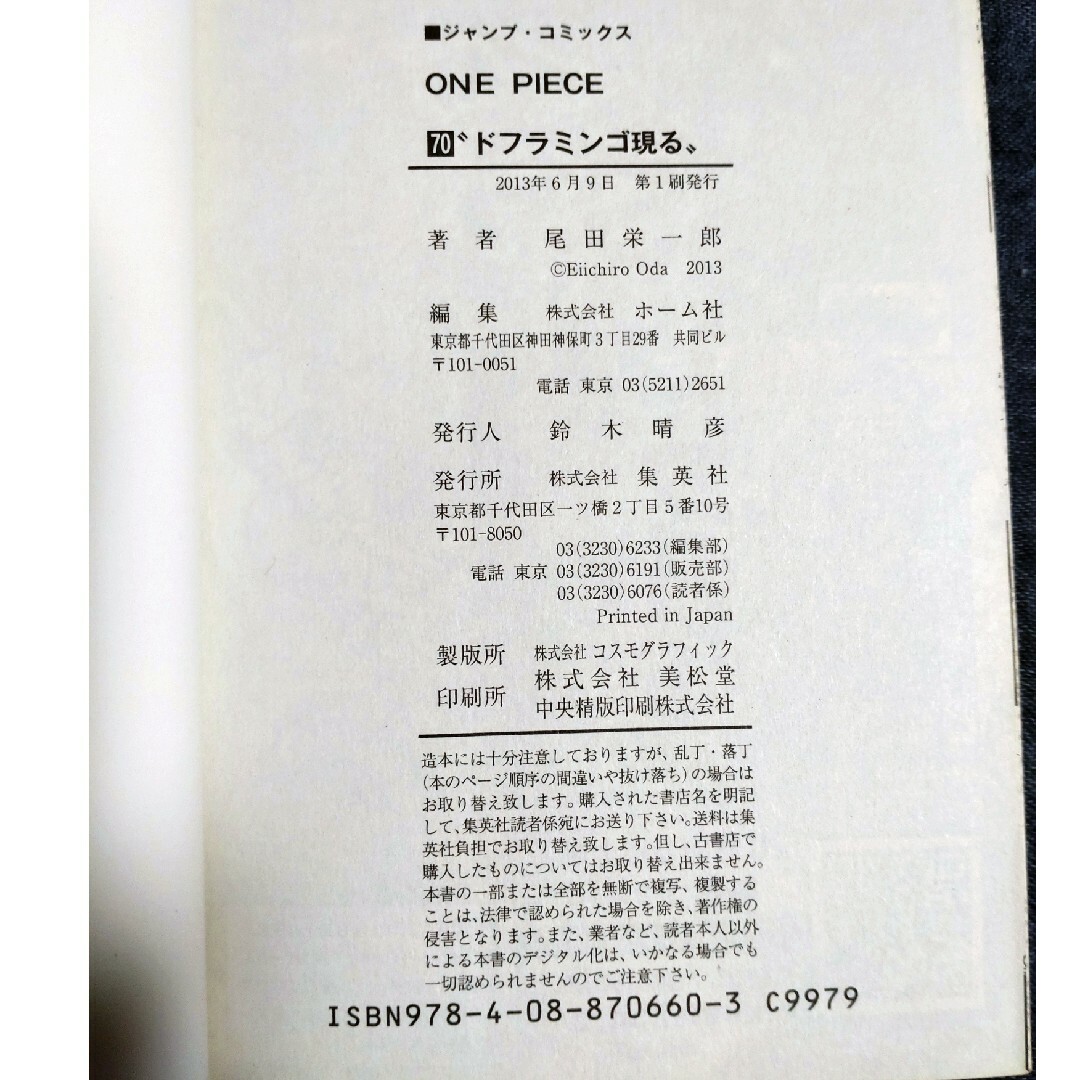 ■ジャンプ・コミックス
ONE PIECE
70〝ドフラミンゴ現る〟
2013年6月9日 第1刷発行
著者 尾田栄一郎
©Eiichiro Oda 2013
編集 株式会社 ホーム社
東京都千代田区神田神保町3丁目29番 共同ビル
〒101-0051
電話 東京 03(5211)2651
発行人 鈴木晴彦
発行所 株式会社 集英社
東京都千代田区一ツ橋2丁目5番10号
〒101-8050
03(3230)6233(編集部)
電話 東京 03(3230)6191(販売部)
03(3230)6076(読者係)
Printed in Japan
製版所 株式会社 コスモグラフィック
印刷所 株式会社 美松堂
中央精版印刷株式会社
造本には十分注意しておりますが、乱丁・落丁
(本のページ順序の間違いや抜け落ち)の場合は
お取り替え致します。購入された書店名を明記
して、集英社読者係宛にお送り下さい。送料は集
英社負担でお取り替え致します。但し、古書店で
購入したものについてはお取り替え出来ません。
本書の一部または全部を無断で複写、複製する
ことは、法律で認められた場合を除き、著作権の
侵害となります。また、業者など、読者本人以外
による本書のデジタル化は、いかなる場合でも
一切認められませんのでご注意下さい。
ISBN978-4-08-870660-3 C9979